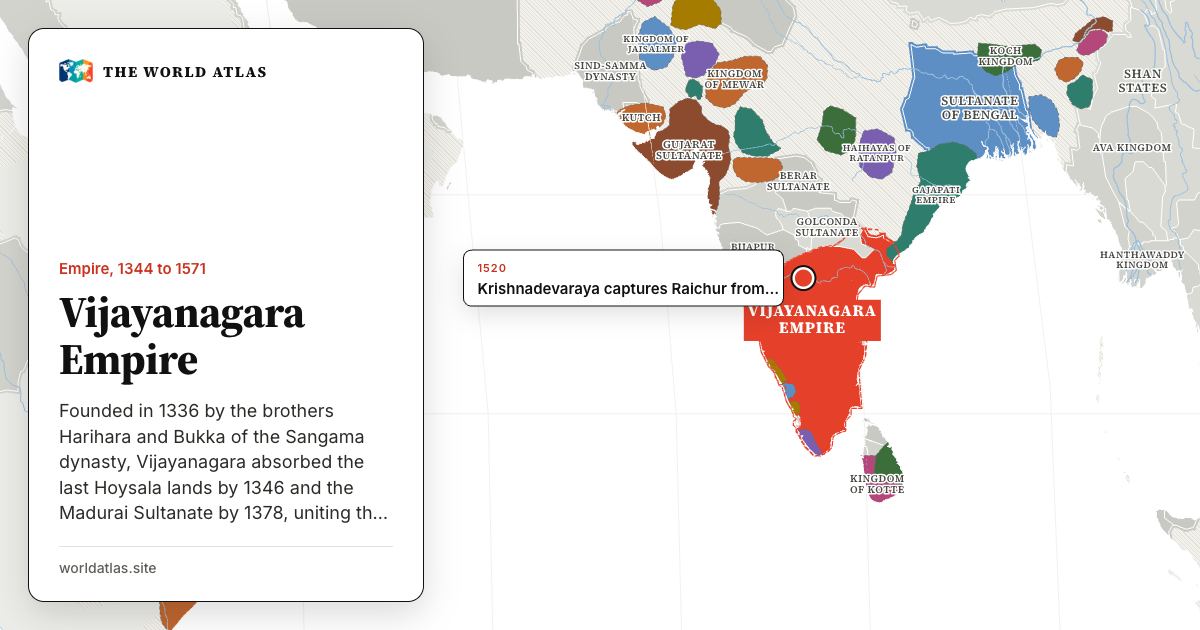 THE WORLD ATLAS
Empire, 1344 to 1571
Vijayanagara
Empire
Founded in 1336 by the brothers
Harihara and Bukka of the Sangama
dynasty, Vijayanagara absorbed the
last Hoysala lands by 1346 and the
Madurai Sultanate by 1378, uniting th...
worldatlas.site
KINGDOM OF
JAISALMER
SIND-SAMMA
DYNASTY
KINGDOM
OF MEWAR
KUTCH
GUJARAT
SULTANATE
KOCH
KINGDOM
SULTANATE
OF BENGAL
SHAN
STATES
AVA KINGDOM
HAIHAYAS OF
RATANPUR
BERAR
SULTANATE
GAJAPATI
EMPIRE
GOLCONDA
SULTANATE
BIJAPUR
HANTHAWADDY
KINGDOM
1520
Krishnadevaraya captures Raichur from...
VIJAYANAGARA
EMPIRE
KINGDOM
OF KOTTE